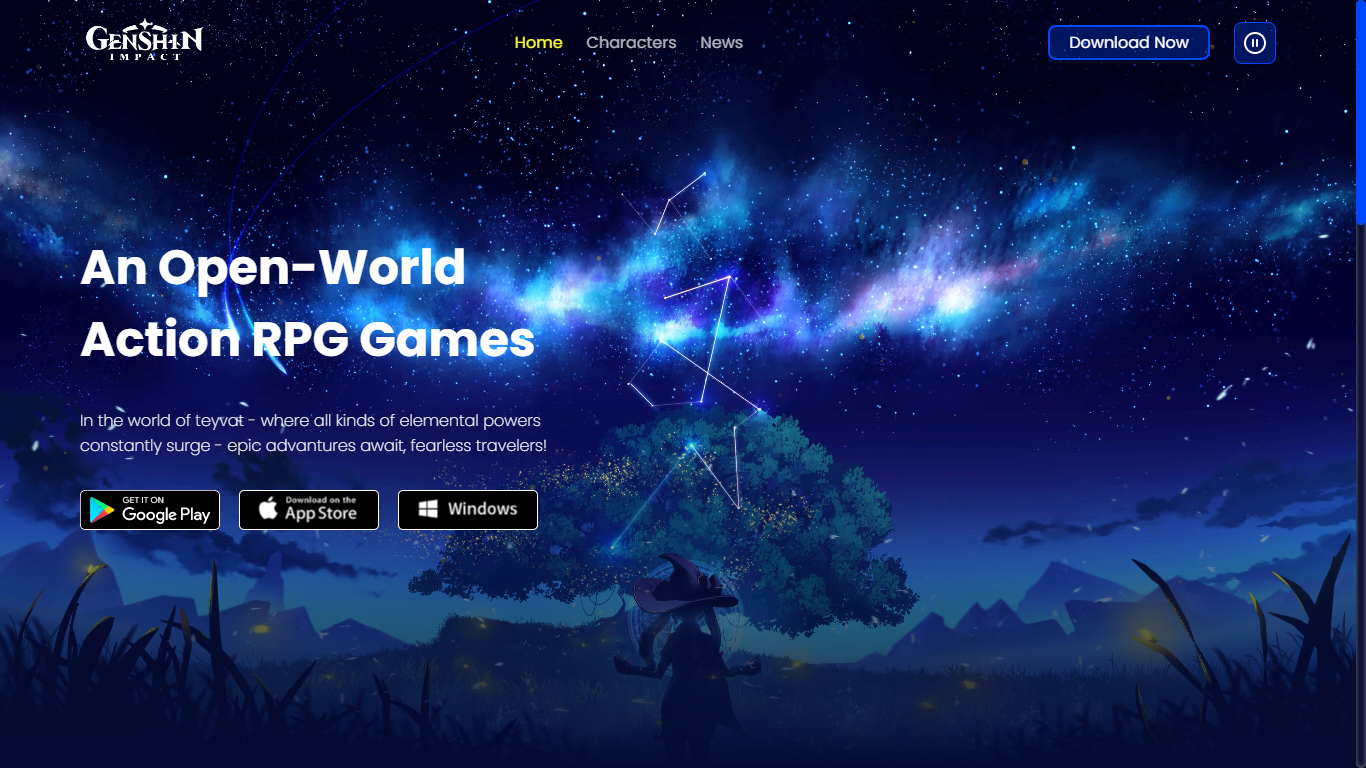 GENSHIN
IMPACT
Home
Characters
News
Download Now
An Open-World
Action RPG Games
In the world of teyvat - where all kinds of elemental powers
constantly surge - epic advantures await, fearless travelers!
GET IT ON
Google Play
Download on the
App Store
Windows